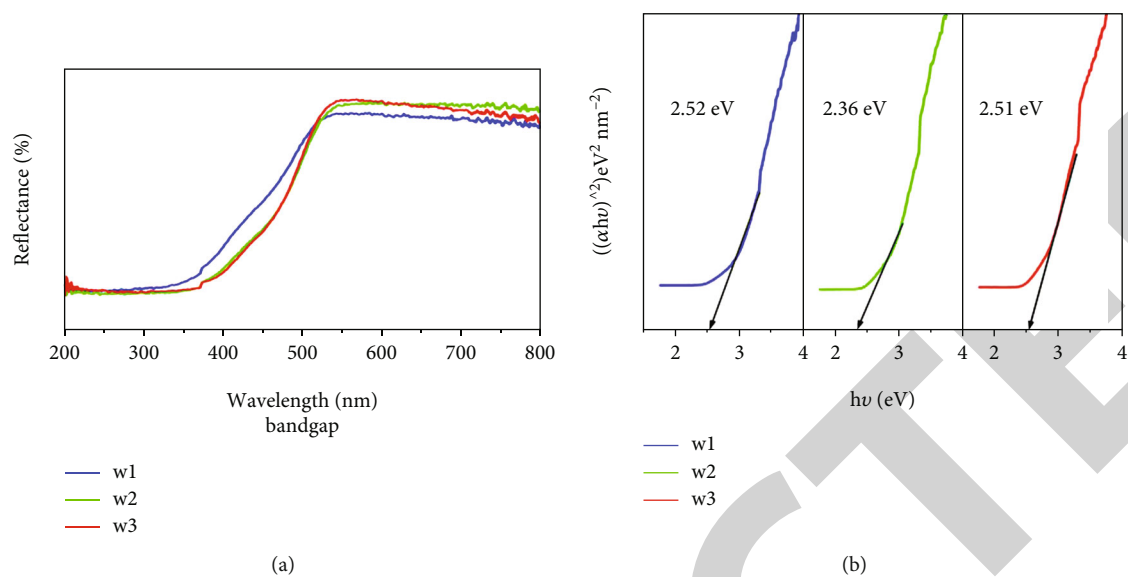 Reflectance (%)
200 300 400 500 600 700 800
Wavelength (nm)
bandgap
w1
w2
w3
(a)
2.52 eV
2.36 eV
2.51 eV
((αhυ)^2)eV² nm⁻²
2 3 4 2 3 4 2 3 4
hυ (eV)
w1
w2
w3
(b)